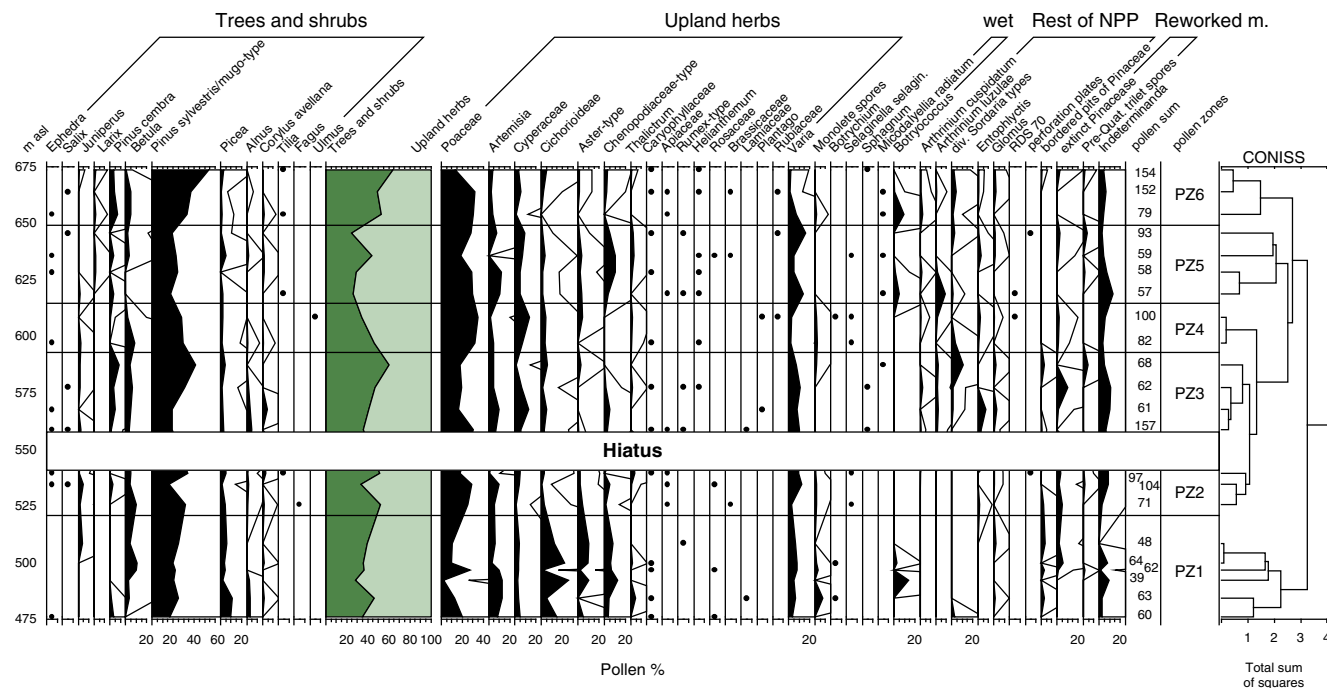 Trees and shrubs
Upland herbs
wet
Rest of NPP
Reworked m.
m asl
Ephedra
Salix
Juniperus
Larix
Pinus cembra
Betula
Pinus sylvestris/mugo-type
Picea
Alnus
Corylus avellana
Tilia
Fagus
Ulmus
Trees and shrubs
Upland herbs
Poaceae
Artemisia
Cyperaceae
Cichorioideae
Aster-type
Chenopodiaceae-type
Thalictrum
Caryophyllaceae
Apiaceae
Rumex-type
Helianthemum
Rosaceae
Brassicaceae
Lamiaceae
Plantago
Rubiaceae
Varia
Monolete spores
Botrychium
Selaginella selagin.
Sphagnum
Micodalyellia radiatum
Botryococcus
Arthrinium cuspidatum
Arthrinium luzulae
div. Sordaria types
Entophlyctis
Glomus
RDS 70
perforation plates
bordered pits of Pinaceae
extinct Pinaceae
Pre-Quat. trilet spores
Indeterminanda
pollen sum
pollen zones
CONISS
675
154
152
PZ6
79
650
93
59
PZ5
58
625
57
100
PZ4
600
82
68
62
PZ3
575
61
157
550
Hiatus
97
104
PZ2
71
525
48
64
62
PZ1
500
39
63
60
475
20 20 40 60 20 20 40 60 80 100 20 40 20 20 20 20 20 20 20 20 20 20
1 2 3 4
Pollen %
Total sum
of squares